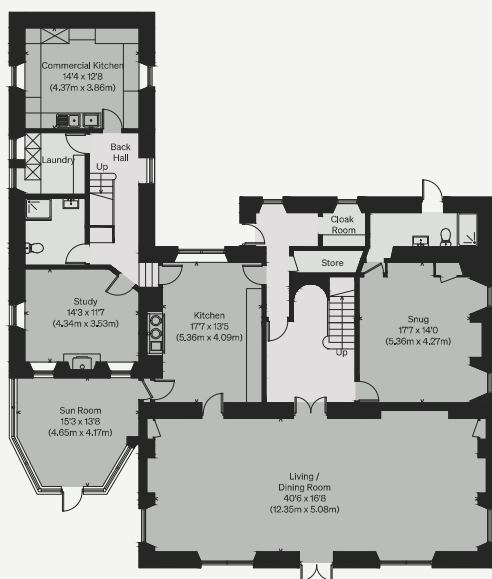 Commercial Kitchen
14'4 x 12'8
(4.37m x 3.86m)
Back
Hall
Laundry
Up
Cloak
Room
Store
Study
14'3 x 11'7
(4.34m x 3.53m)
Kitchen
17'7 x 13'5
(5.36m x 4.09m)
Snug
17'7 x 14'0
(5.36m x 4.27m)
Up
Sun Room
15'3 x 13'8
(4.65m x 4.17m)
Living /
Dining Room
40'6 x 16'8
(12.35m x 5.08m)